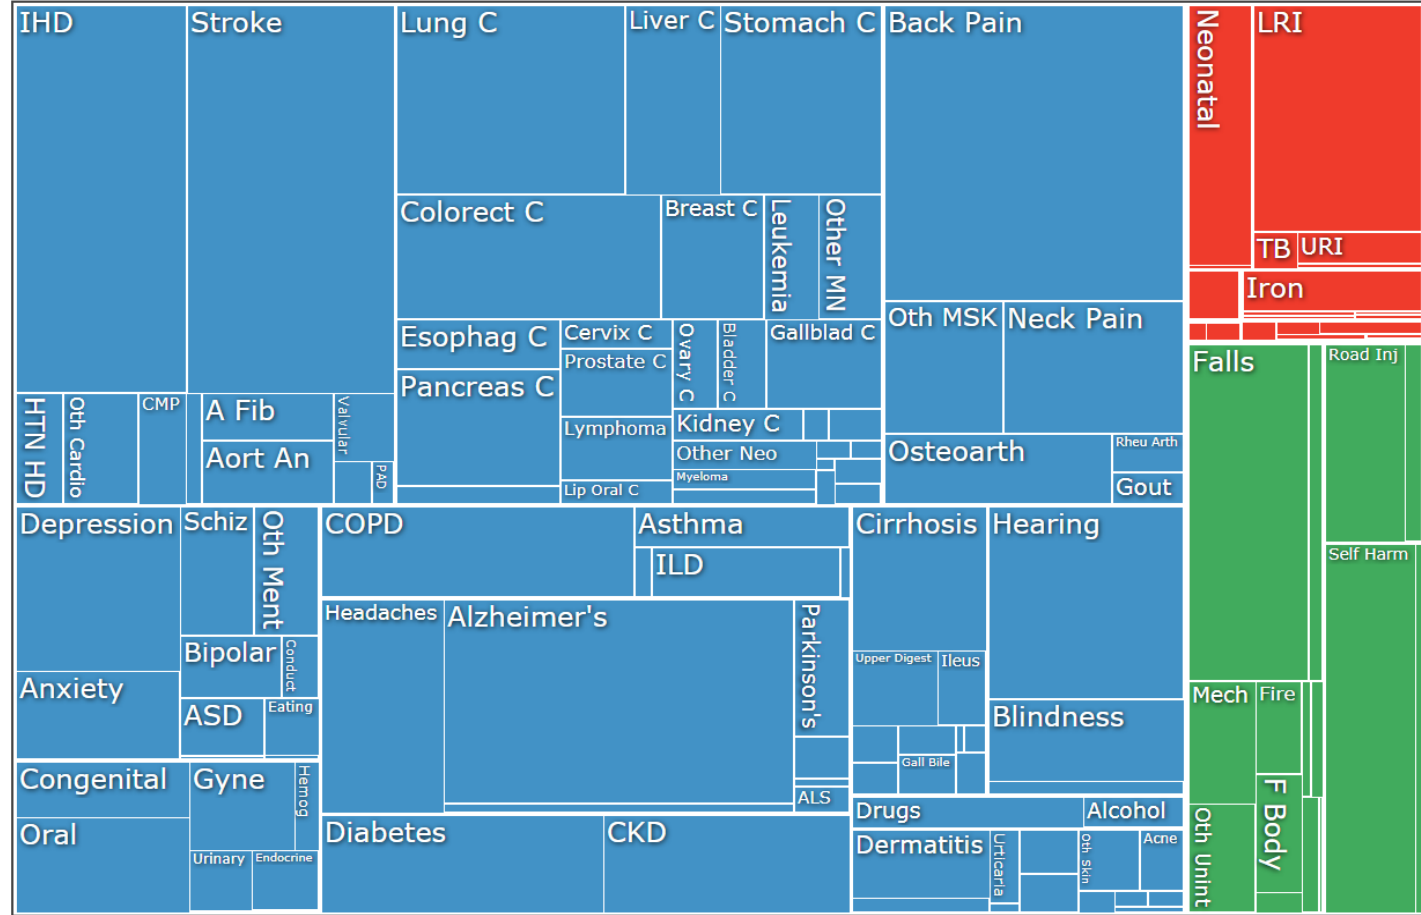 IHD
Stroke
Lung C
Liver C
Stomach C
Back Pain
Neonatal
LRI
Colorect C
Breast C
Leukemia
Other MN
TB
URI
Iron
Oth MSK
Neck Pain
Esophag C
Cervix C
Prostate C
Ovary C
Bladder C
Gallblad C
Falls
Road Inj
Pancreas C
HTN HD
Oth Cardio
CMP
A Fib
Valvular
Aort An
PAD
Lymphoma
Kidney C
Other Neo
Myeloma
Lip Oral C
Osteoarth
Rheu Arth
Gout
Depression
Schiz
Oth Ment
COPD
Asthma
ILD
Cirrhosis
Hearing
Self Harm
Headaches
Alzheimer's
Parkinson's
Bipolar
Conduct
Anxiety
ASD
Eating
Upper Digest
Ileus
Blindness
Mech
Fire
Gall Bile
ALS
Congenital
Gyne
Hemog
Oral
Urinary
Endocrine
Diabetes
CKD
Drugs
Alcohol
Dermatitis
Urticaria
Oth Skin
Acne
Oth Unint
F Body